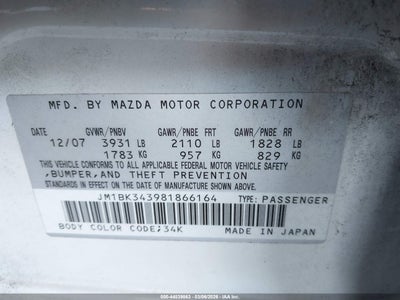 MFD. BY MAZDA MOTOR CORPORATION
DATE GVWR/PNBV GAWR/PNBE FRT GAWR/PNBE RR
12/07 3931 LB 2110 LB 1828 LB
1783 KG 957 KG 829 KG
THIS VEHICLE CONFORMS TO ALL APPLICABLE FEDERAL MOTOR VEHICLE SAFETY,
,BUMPER,AND THEFT PREVENTION
STANDARDS IN EFFECT ON THE DATE OF MANUFACTURE SHOWN ABOVE.
JM1BK343981866164 TYPE: PASSENGER
BODY COLOR CODE;34K MADE IN JAPAN